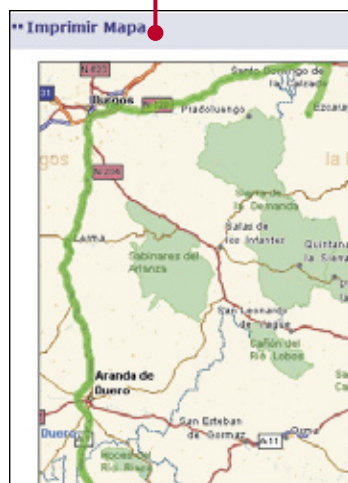 •• Imprimir Mapa
N-623
Santo Domingo de
la Calzada
Burgos
N-120
Pradoluengo
Ezcaray
gos
la
N-234
Sierra de
la Demanda
Salas de
los Infantes
Lerma
Quintana
la Sierra
Sabinares del
Arlanza
San Leonardo
de Yagüe
Cañón del
Río Lobos
Aranda de
Duero
San Esteban
de Gormaz
A11
Osma
Duero
Hoces del
Río Riaza